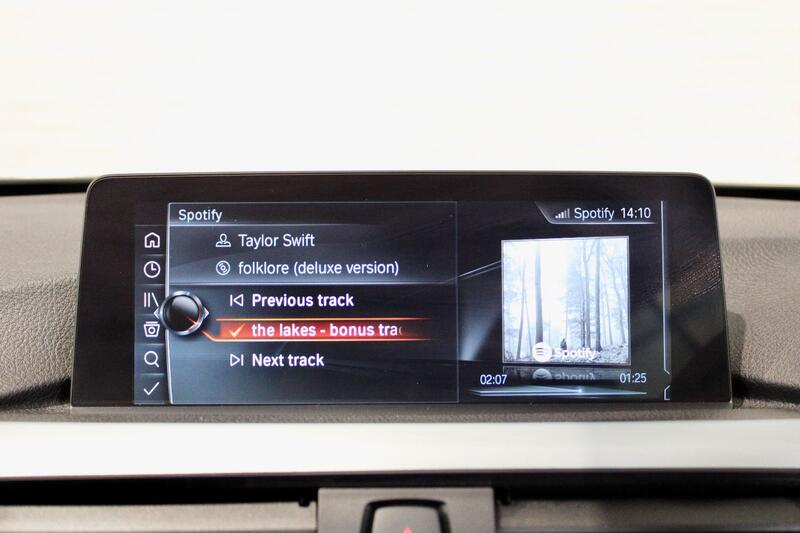 Spotify
Spotify 14:10
Taylor Swift
folklore (deluxe version)
Previous track
the lakes - bonus tra
Next track
Spotify
02:07
01:25